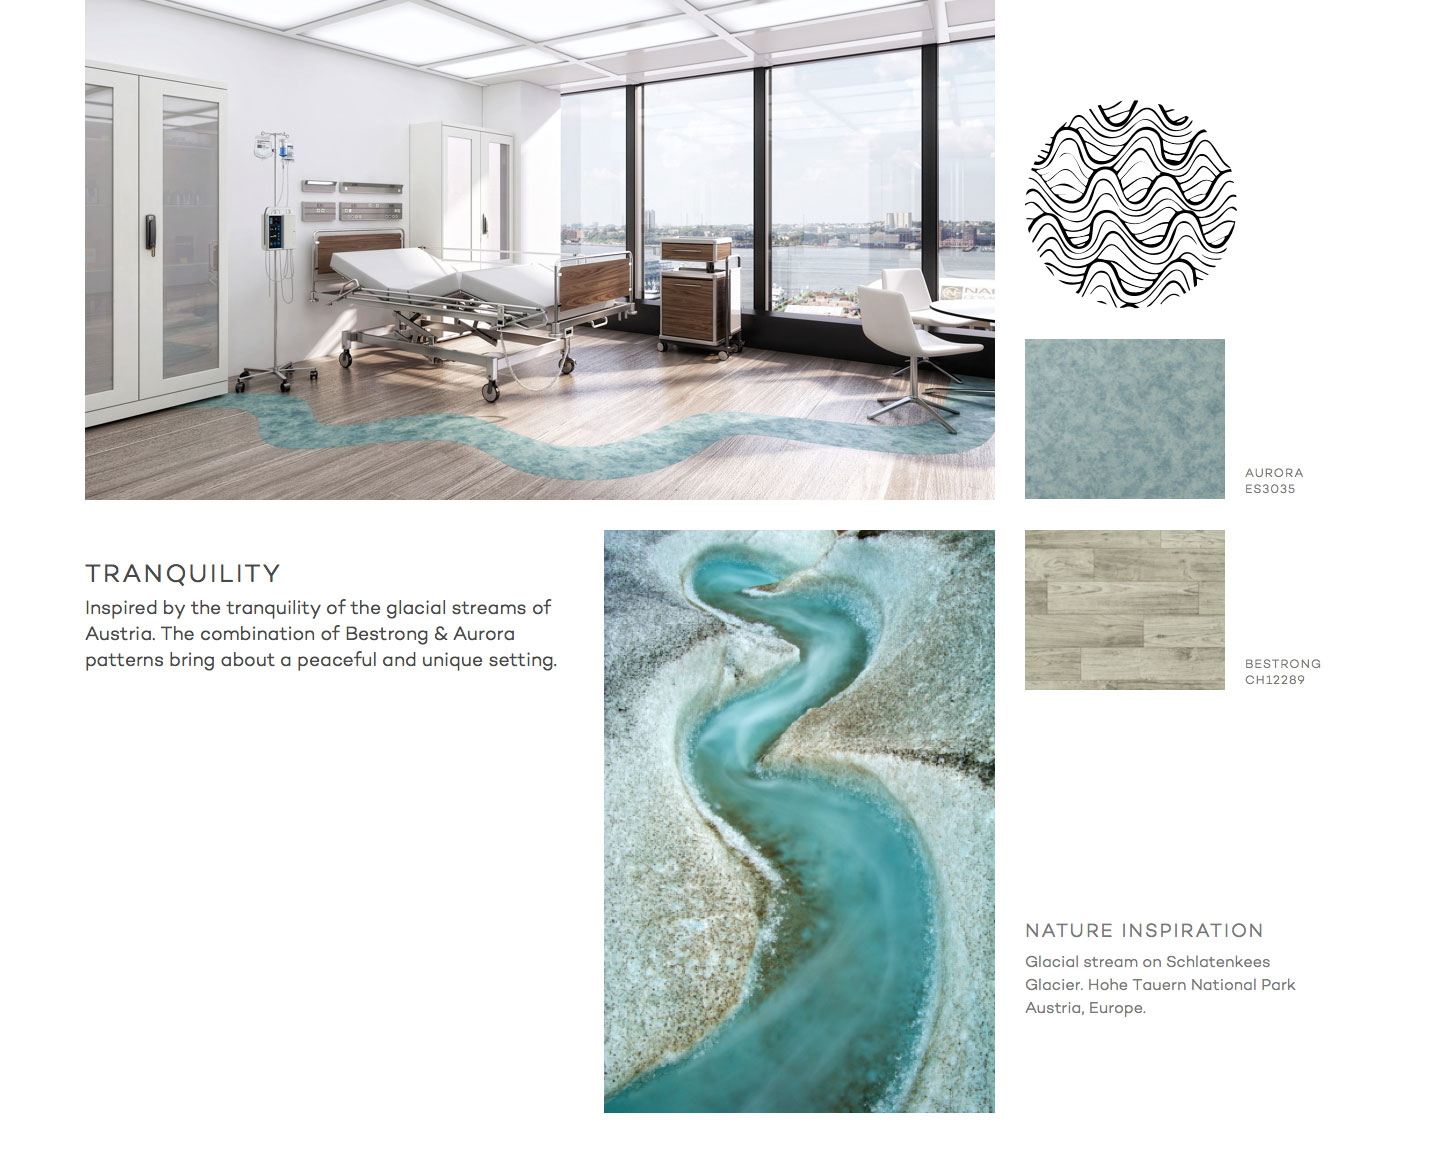 AURORA
ES3035
TRANQUILITY
Inspired by the tranquility of the glacial streams of
Austria. The combination of Bestrong & Aurora
patterns bring about a peaceful and unique setting.
BESTRONG
CH12289
NATURE INSPIRATION
Glacial stream on Schlatenkees
Glacier. Hohe Tauern National Park
Austria, Europe.